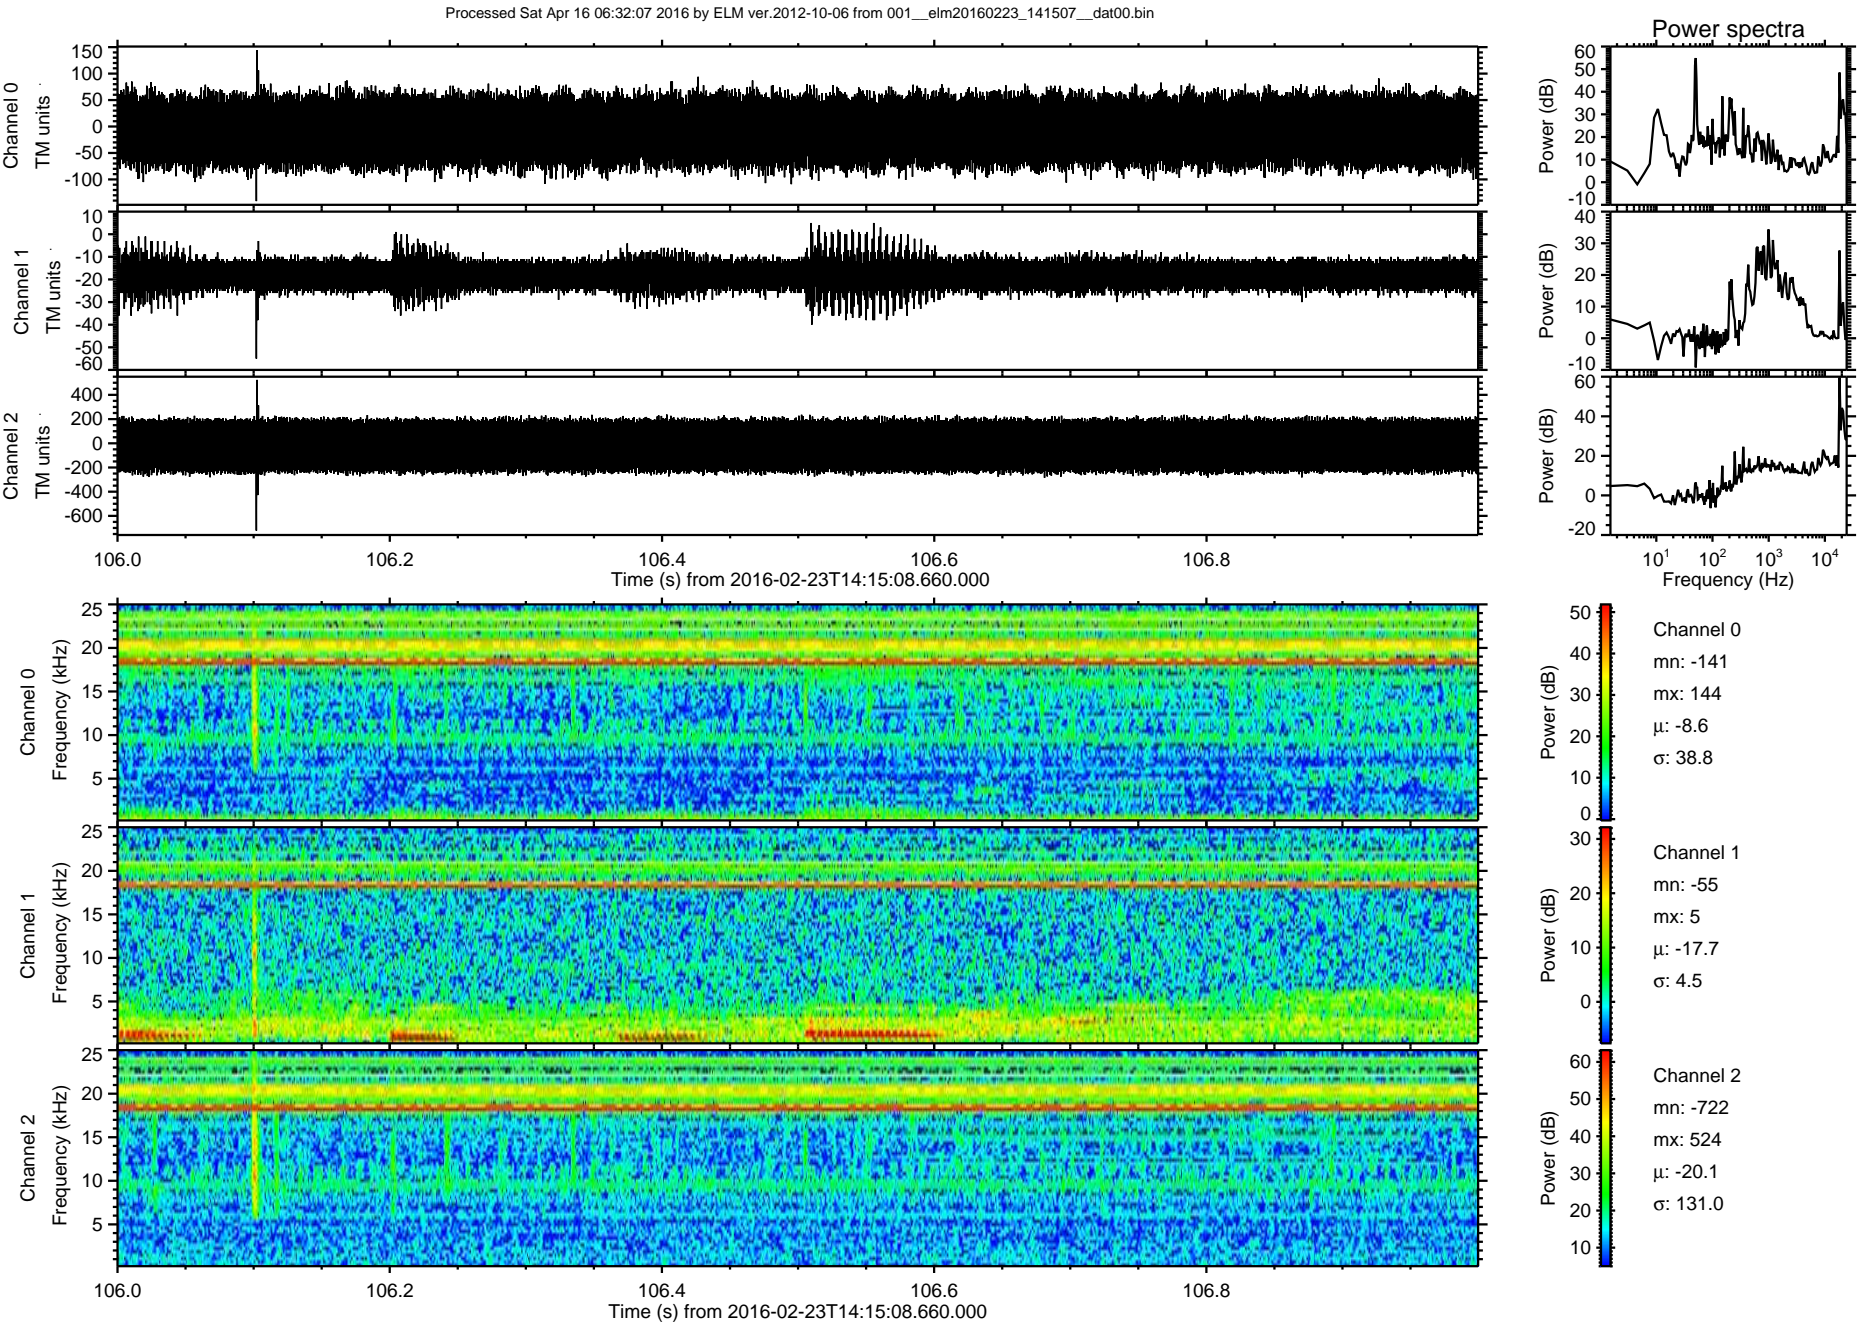 Processed Sat Apr 16 06:32:07 2016 by ELM ver.2012-10-06 from 001__elm20160223_141507__dat00.bin
Power spectra
Channel 0
TM units
150
100
50
0
-50
-100
Power (dB)
60
50
40
30
20
10
0
-10
Channel 1
TM units
10
0
-10
-20
-30
-40
-50
-60
Power (dB)
40
30
20
10
0
-10
Channel 2
TM units
400
200
0
-200
-400
-600
Power (dB)
60
40
20
0
-20
106.0 106.2 106.4 106.6 106.8
Time (s) from 2016-02-23T14:15:08.660.000
10¹ 10² 10³ 10⁴
Frequency (Hz)
Channel 0
Frequency (kHz)
25
20
15
10
5
Power (dB)
50
40
30
20
10
0
Channel 0
mn: -141
mx: 144
μ: -8.6
σ: 38.8
Channel 1
Frequency (kHz)
25
20
15
10
5
Power (dB)
30
20
10
0
Channel 1
mn: -55
mx: 5
μ: -17.7
σ: 4.5
Channel 2
Frequency (kHz)
25
20
15
10
5
Power (dB)
60
50
40
30
20
10
Channel 2
mn: -722
mx: 524
μ: -20.1
σ: 131.0
106.0 106.2 106.4 106.6 106.8
Time (s) from 2016-02-23T14:15:08.660.000